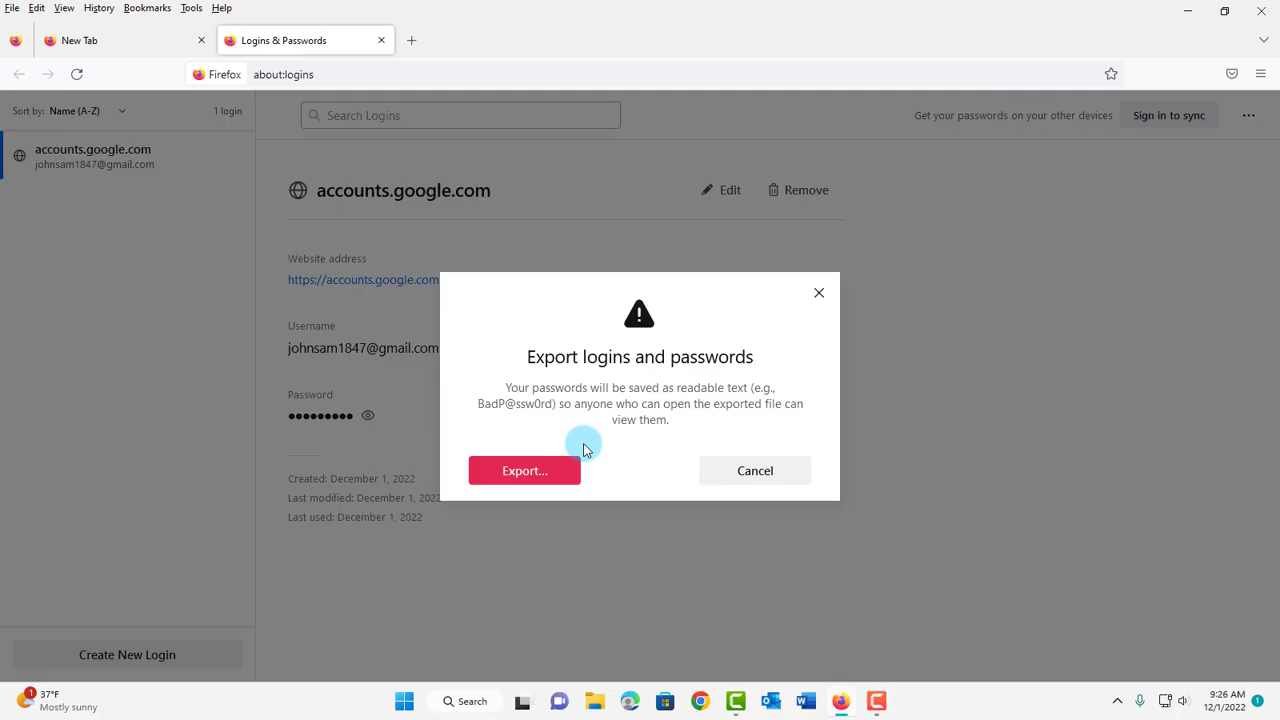 File Edit View History Bookmarks Tools Help
New Tab
Logins & Passwords
Firefox about:logins
Sort by: Name (A-Z) 1 login
Search Logins
Get your passwords on your other devices Sign in to sync
accounts.google.com
johnsam1847@gmail.com
accounts.google.com
Edit Remove
Website address
https://accounts.google.com
Username
johnsam1847@gmail.com
Password
Created: December 1, 2022
Last modified: December 1, 2022
Last used: December 1, 2022
Export logins and passwords
Your passwords will be saved as readable text (e.g.,
BadP@ssw0rd) so anyone who can open the exported file can
view them.
Export... Cancel
Create New Login
1
37°F
Mostly sunny
Search
9:26 AM
12/1/2022
1